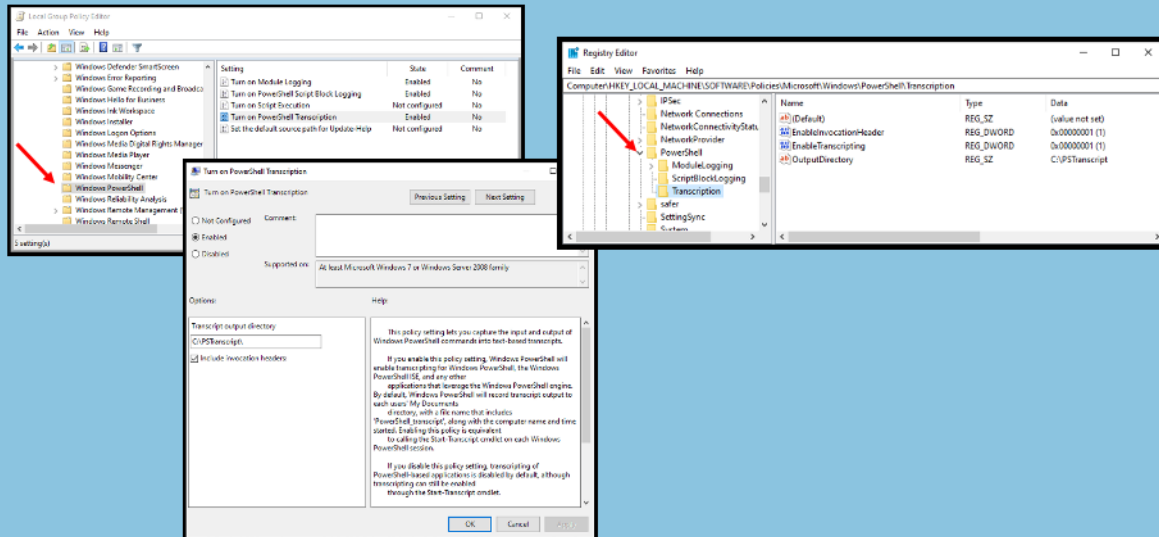 Local Group Policy Editor
File Action View Help
Windows Defender SmartScreen
Windows Error Reporting
Windows Game Recording and Broadca
Windows Hello for Business
Windows Ink Workspace
Windows Installer
Windows Logon Options
Windows Media Digital Rights Manager
Windows Media Player
Windows Messenger
Windows Mobility Center
Windows PowerShell
Windows Reliability Analysis
Windows Remote Management (
Windows Remote Shell
Setting State Comment
Turn on Module Logging Enabled No
Turn on PowerShell Script Block Logging Enabled No
Turn on Script Execution Not configured No
Turn on PowerShell Transcription Enabled No
Set the default source path for Update-Help Not configured No
5 setting(s)
Registry Editor
File Edit View Favorites Help
Computer\HKEY_LOCAL_MACHINE\SOFTWARE\Policies\Microsoft\Windows\PowerShell\Transcription
IPSec
Network Connections
NetworkConnectivityStatu
NetworkProvider
PowerShell
ModuleLogging
ScriptBlockLogging
Transcription
safer
SettingSync
System
Name Type Data
(Default) REG_SZ (value not set)
EnableInvocationHeader REG_DWORD 0x00000001 (1)
EnableTranscripting REG_DWORD 0x00000001 (1)
OutputDirectory REG_SZ C:\PSTranscript
Turn on PowerShell Transcription
Turn on PowerShell Transcription
Previous Setting Next Setting
Not Configured Comment:
Enabled
Disabled
Supported on: At least Microsoft Windows 7 or Windows Server 2008 family
Options: Help:
Transcript output directory
C:\PSTranscript\
Include invocation headers:
This policy setting lets you capture the input and output of
Windows PowerShell commands into text-based transcripts.
If you enable this policy setting, Windows PowerShell will
enable transcripting for Windows PowerShell, the Windows
PowerShell ISE, and any other
applications that leverage the Windows PowerShell engine.
By default, Windows PowerShell will record transcript output to
each users' My Documents
directory, with a file name that includes
'PowerShell_transcript', along with the computer name and time
started. Enabling this policy is equivalent
to calling the Start-Transcript cmdlet on each Windows
PowerShell session.
If you disable this policy setting, transcripting of
PowerShell-based applications is disabled by default, although
transcripting can still be enabled
through the Start-Transcript cmdlet.
OK Cancel Apply